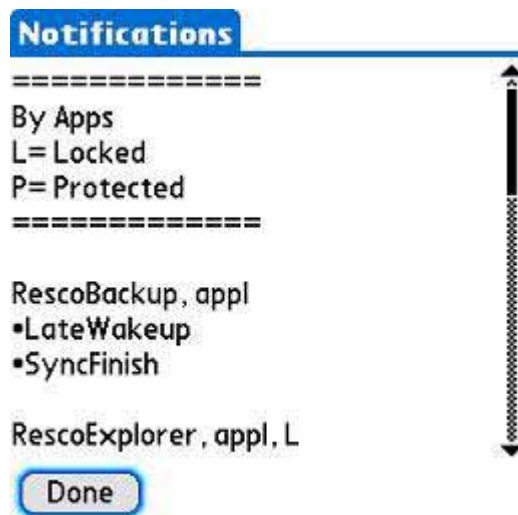 Notifications
=============
By Apps
L= Locked
P= Protected
=============
RescoBackup, appl
•LateWakeup
•SyncFinish
RescoExplorer, appl, L
Done